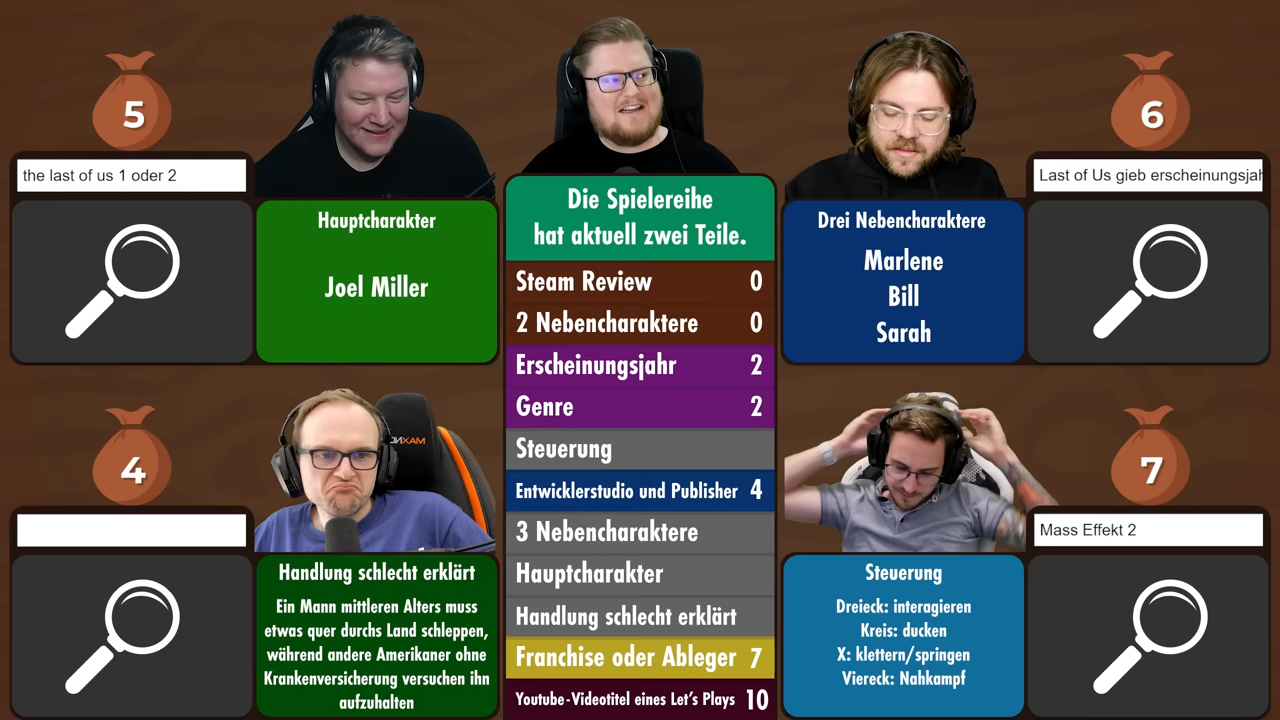 5
the last of us 1 oder 2
Hauptcharakter
Joel Miller
Die Spielereihe
hat aktuell zwei Teile.
Steam Review 0
2 Nebencharaktere 0
Erscheinungsjahr 2
Genre 2
Steuerung
Entwicklerstudio und Publisher 4
3 Nebencharaktere
Hauptcharakter
Handlung schlecht erklärt
Franchise oder Ableger 7
Youtube-Videotitel eines Let's Plays 10
6
Last of Us gieb erscheinungsjah
Drei Nebencharaktere
Marlene
Bill
Sarah
4
MAXNO
Handlung schlecht erklärt
Ein Mann mittleren Alters muss
etwas quer durchs Land schleppen,
während andere Amerikaner ohne
Krankenversicherung versuchen ihn
aufzuhalten
7
Mass Effekt 2
Steuerung
Dreieck: interagieren
Kreis: ducken
X: klettern/springen
Viereck: Nahkampf